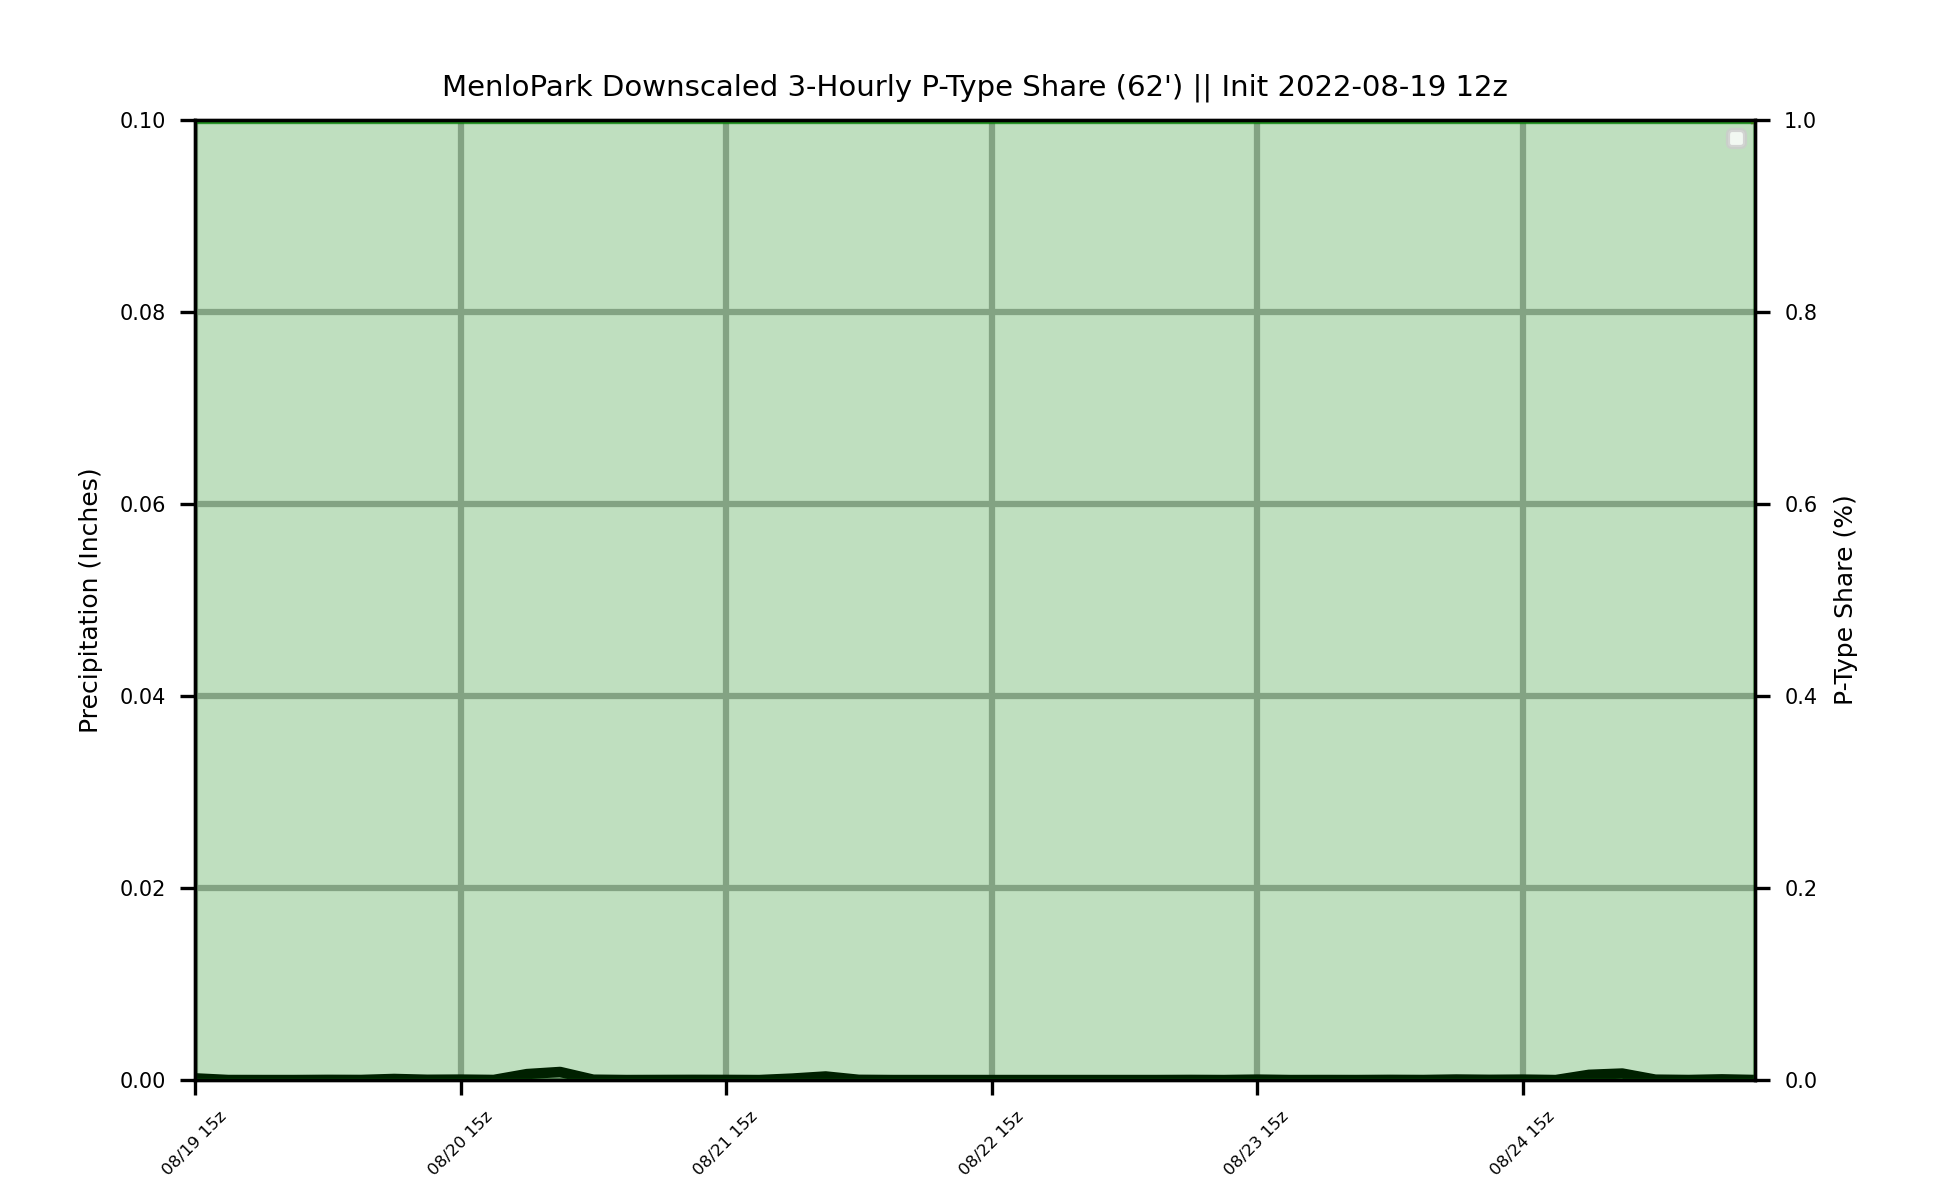 MenloPark Downscaled 3-Hourly P-Type Share (62') || Init 2022-08-19 12z
Precipitation (Inches)
0.10
0.08
0.06
0.04
0.02
0.00
1.0
0.8
0.6
0.4
0.2
0.0
P-Type Share (%)
08/19 15z
08/20 15z
08/21 15z
08/22 15z
08/23 15z
08/24 15z